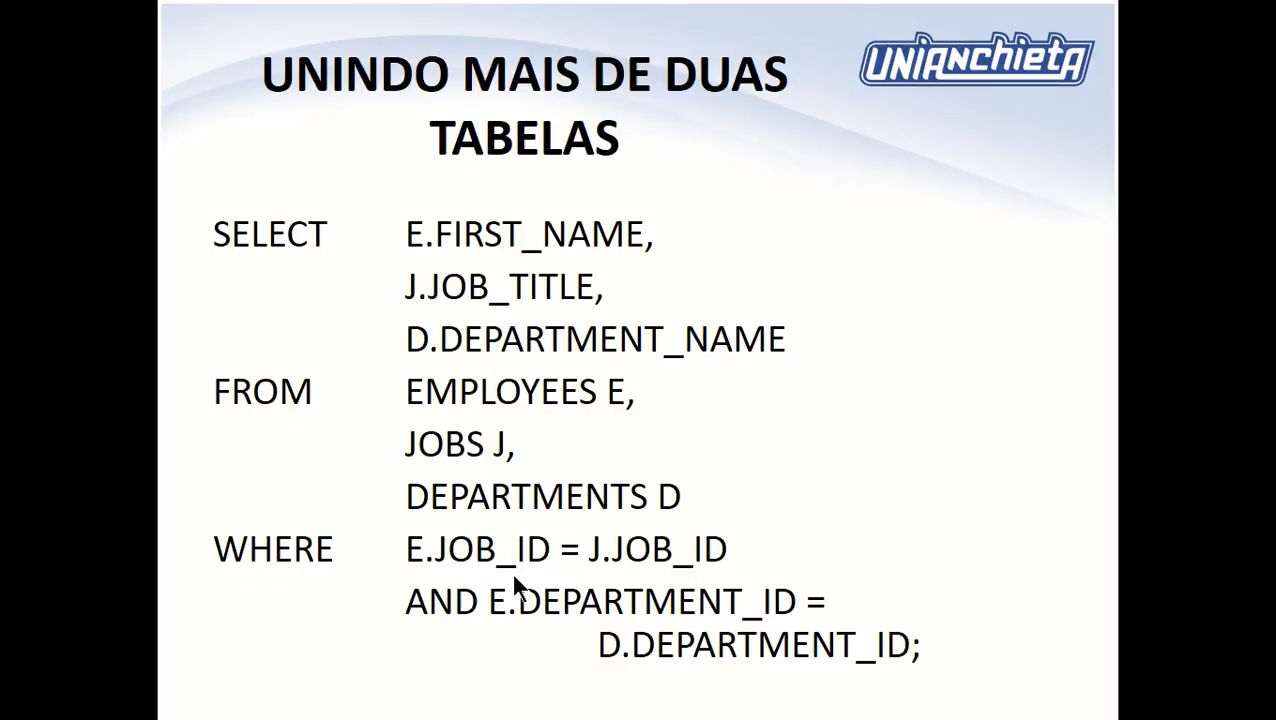 UNIANCHIETA
UNINDO MAIS DE DUAS
TABELAS
SELECT E.FIRST_NAME,
J.JOB_TITLE,
D.DEPARTMENT_NAME
FROM EMPLOYEES E,
JOBS J,
DEPARTMENTS D
WHERE E.JOB_ID = J.JOB_ID
AND E.DEPARTMENT_ID =
D.DEPARTMENT_ID;